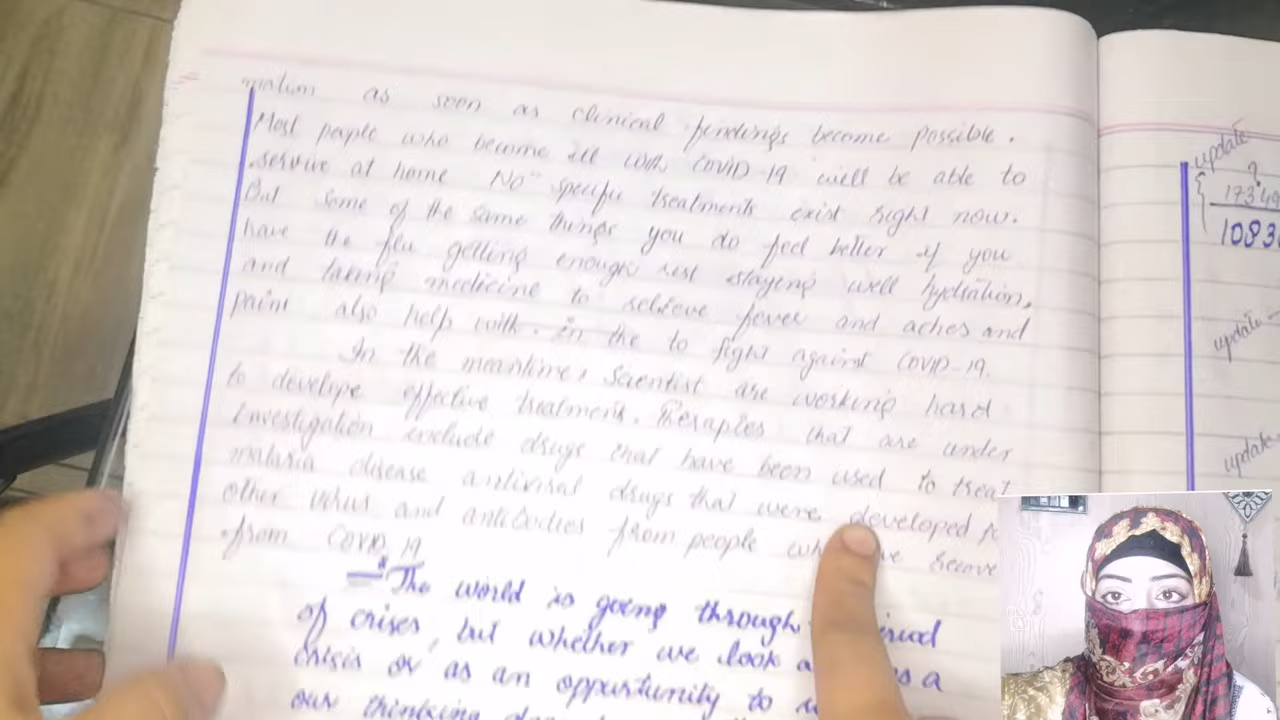 as soon as clinical findings become possible.
Most people who become ill with COVID-19 will be able to
servive at home No specific treatments exist right now.
But some of the same things you do feel better if you
have the flu getting enough rest stayeng well hydration,
and taking medicine to relieve fever and aches and
paine also help with. in the to fight against COVID-19.
In the meantime, Scientist are working hard
to develope effective treatment. Therapies that are under
Investigation include drugs that have been used to treat
malaria disease antiviral drugs that were developed
other virus and antibodies from people
from COVID 19
The world is going through
of crises, but whether we look a
crisis or as an opportunity to
our thinking
update
?
1083
update
update